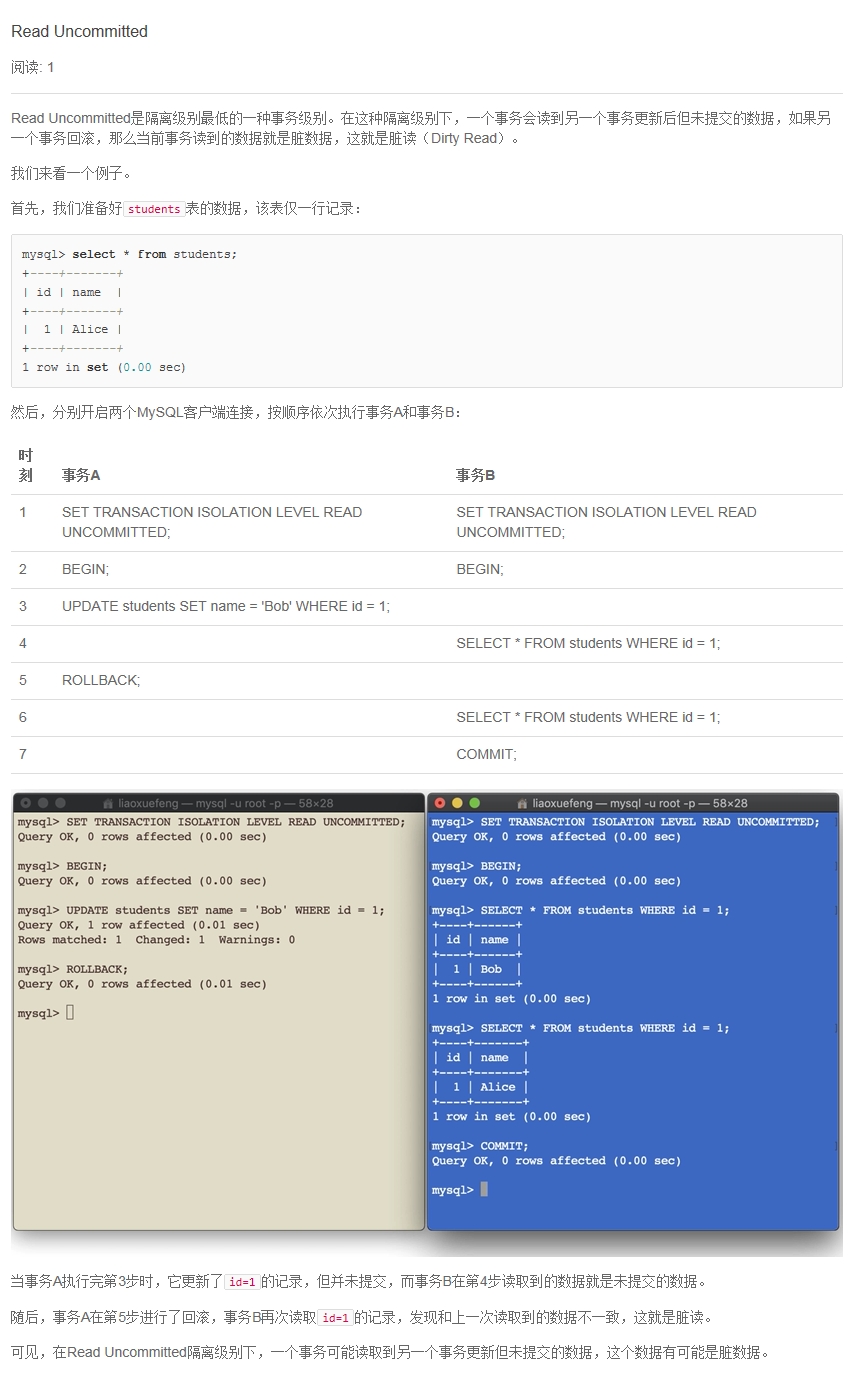 Read Uncommitted
阅读: 1
Read Uncommitted是隔离级别最低的一种事务级别。在这种隔离级别下，一个事务会读到另一个事务更新后但未提交的数据，如果另
一个事务回滚，那么当前事务读到的数据就是脏数据，这就是脏读（Dirty Read）。
我们来看一个例子。
首先，我们准备好students表的数据，该表仅一行记录：
mysql> select * from students;
+----+-------+
| id | name  |
+----+-------+
|  1 | Alice |
+----+-------+
1 row in set (0.00 sec)
然后，分别开启两个MySQL客户端连接，按顺序依次执行事务A和事务B：
时
刻 事务A 事务B
1 SET TRANSACTION ISOLATION LEVEL READ SET TRANSACTION ISOLATION LEVEL READ
UNCOMMITTED; UNCOMMITTED;
2 BEGIN; BEGIN;
3 UPDATE students SET name = 'Bob' WHERE id = 1;
4 SELECT * FROM students WHERE id = 1;
5 ROLLBACK;
6 SELECT * FROM students WHERE id = 1;
7 COMMIT;
liaoxuefeng — mysql -u root -p — 58×28
mysql> SET TRANSACTION ISOLATION LEVEL READ UNCOMMITTED;
Query OK, 0 rows affected (0.00 sec)
mysql> BEGIN;
Query OK, 0 rows affected (0.00 sec)
mysql> UPDATE students SET name = 'Bob' WHERE id = 1;
Query OK, 1 row affected (0.01 sec)
Rows matched: 1  Changed: 1  Warnings: 0
mysql> ROLLBACK;
Query OK, 0 rows affected (0.01 sec)
mysql>
liaoxuefeng — mysql -u root -p — 58×28
mysql> SET TRANSACTION ISOLATION LEVEL READ UNCOMMITTED;
Query OK, 0 rows affected (0.00 sec)
mysql> BEGIN;
Query OK, 0 rows affected (0.00 sec)
mysql> SELECT * FROM students WHERE id = 1;
+----+------+
| id | name |
+----+------+
|  1 | Bob  |
+----+------+
1 row in set (0.00 sec)
mysql> SELECT * FROM students WHERE id = 1;
+----+-------+
| id | name  |
+----+-------+
|  1 | Alice |
+----+-------+
1 row in set (0.00 sec)
mysql> COMMIT;
Query OK, 0 rows affected (0.00 sec)
mysql>
当事务A执行完第3步时，它更新了id=1的记录，但并未提交，而事务B在第4步读取到的数据就是未提交的数据。
随后，事务A在第5步进行了回滚，事务B再次读取id=1的记录，发现和上一次读取到的数据不一致，这就是脏读。
可见，在Read Uncommitted隔离级别下，一个事务可能读取到另一个事务更新但未提交的数据，这个数据有可能是脏数据。